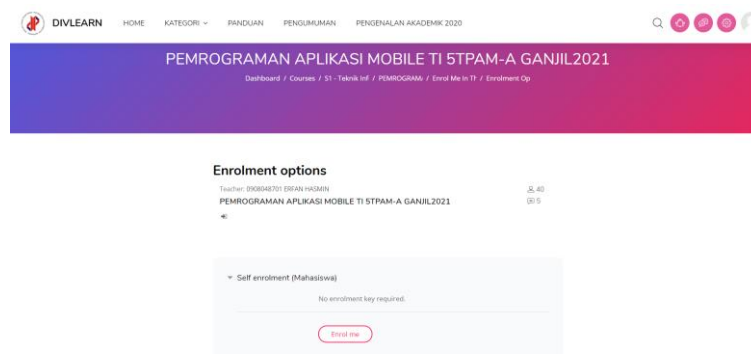 DIVLEARN HOME KATEGORI PANDUAN PENGUMUMAN PENGENALAN AKADEMIK 2020
PEMROGRAMAN APLIKASI MOBILE TI 5TPAM-A GANJIL2021
Dashboard / Courses / S1 - Teknik Inf / PEMROGRAMA / Enrol Me In Th / Enrolment Op
Enrolment options
Teacher: 0908048701 ERFAN HASMIN 40
PEMROGRAMAN APLIKASI MOBILE TI 5TPAM-A GANJIL2021 5
Self enrolment (Mahasiswa)
No enrolment key required.
Enrol me